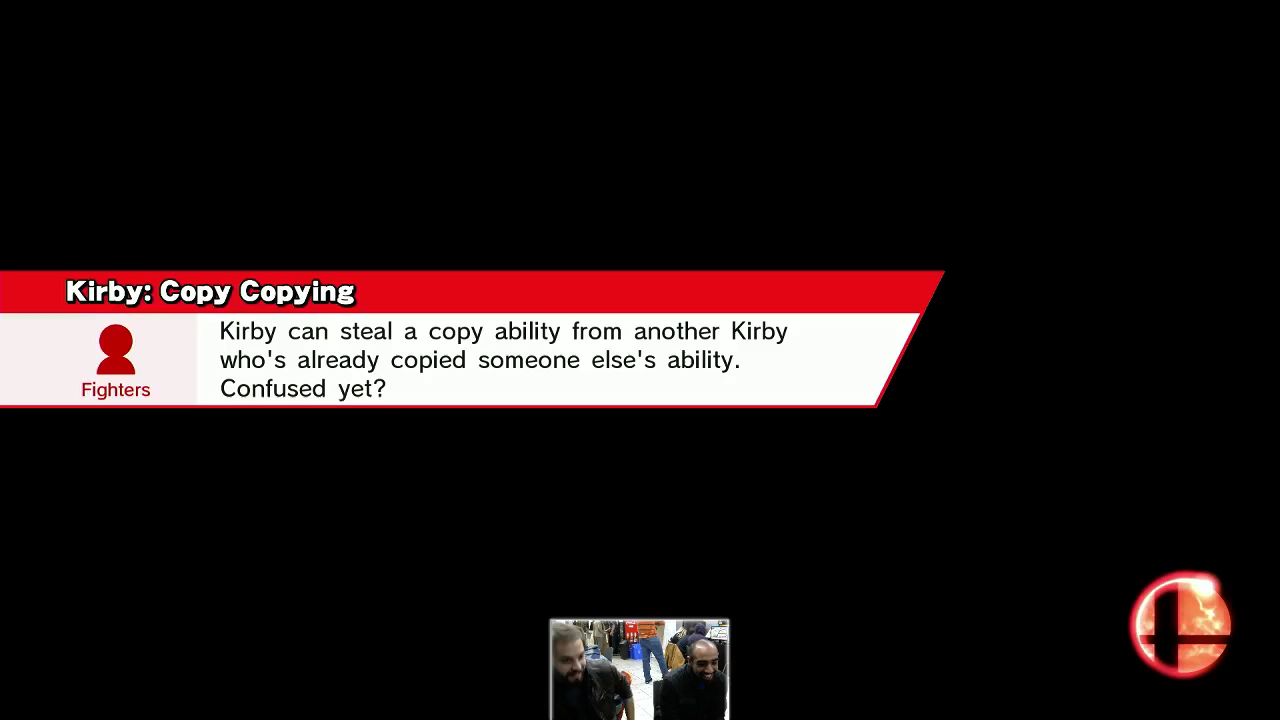 Kirby: Copy Copying
Kirby can steal a copy ability from another Kirby
who's already copied someone else's ability.
Confused yet?
Fighters